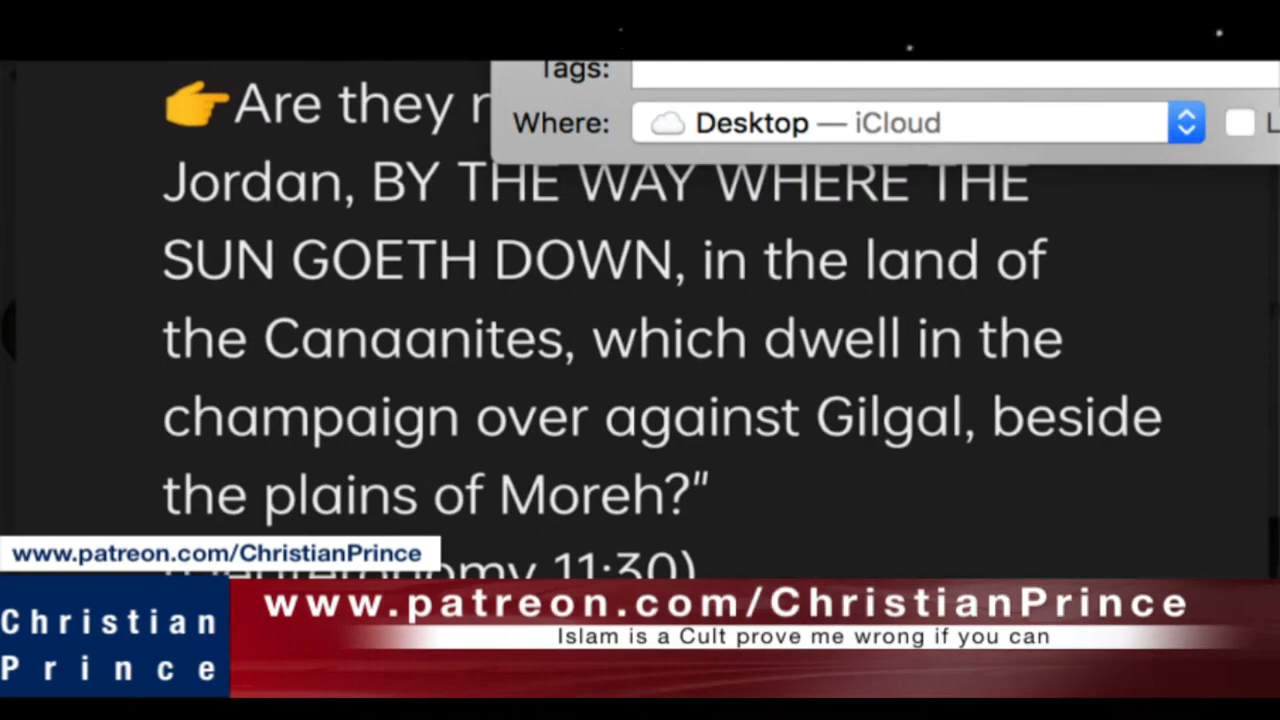 Tags:
👉Are they
Where: Desktop — iCloud
Jordan, BY THE WAY WHERE THE
SUN GOETH DOWN, in the land of
the Canaanites, which dwell in the
champaign over against Gilgal, beside
the plains of Moreh?"
www.patreon.com/ChristianPrince
11:30)
www.patreon.com/ChristianPrince
Islam is a Cult prove me wrong if you can
Christian
Prince